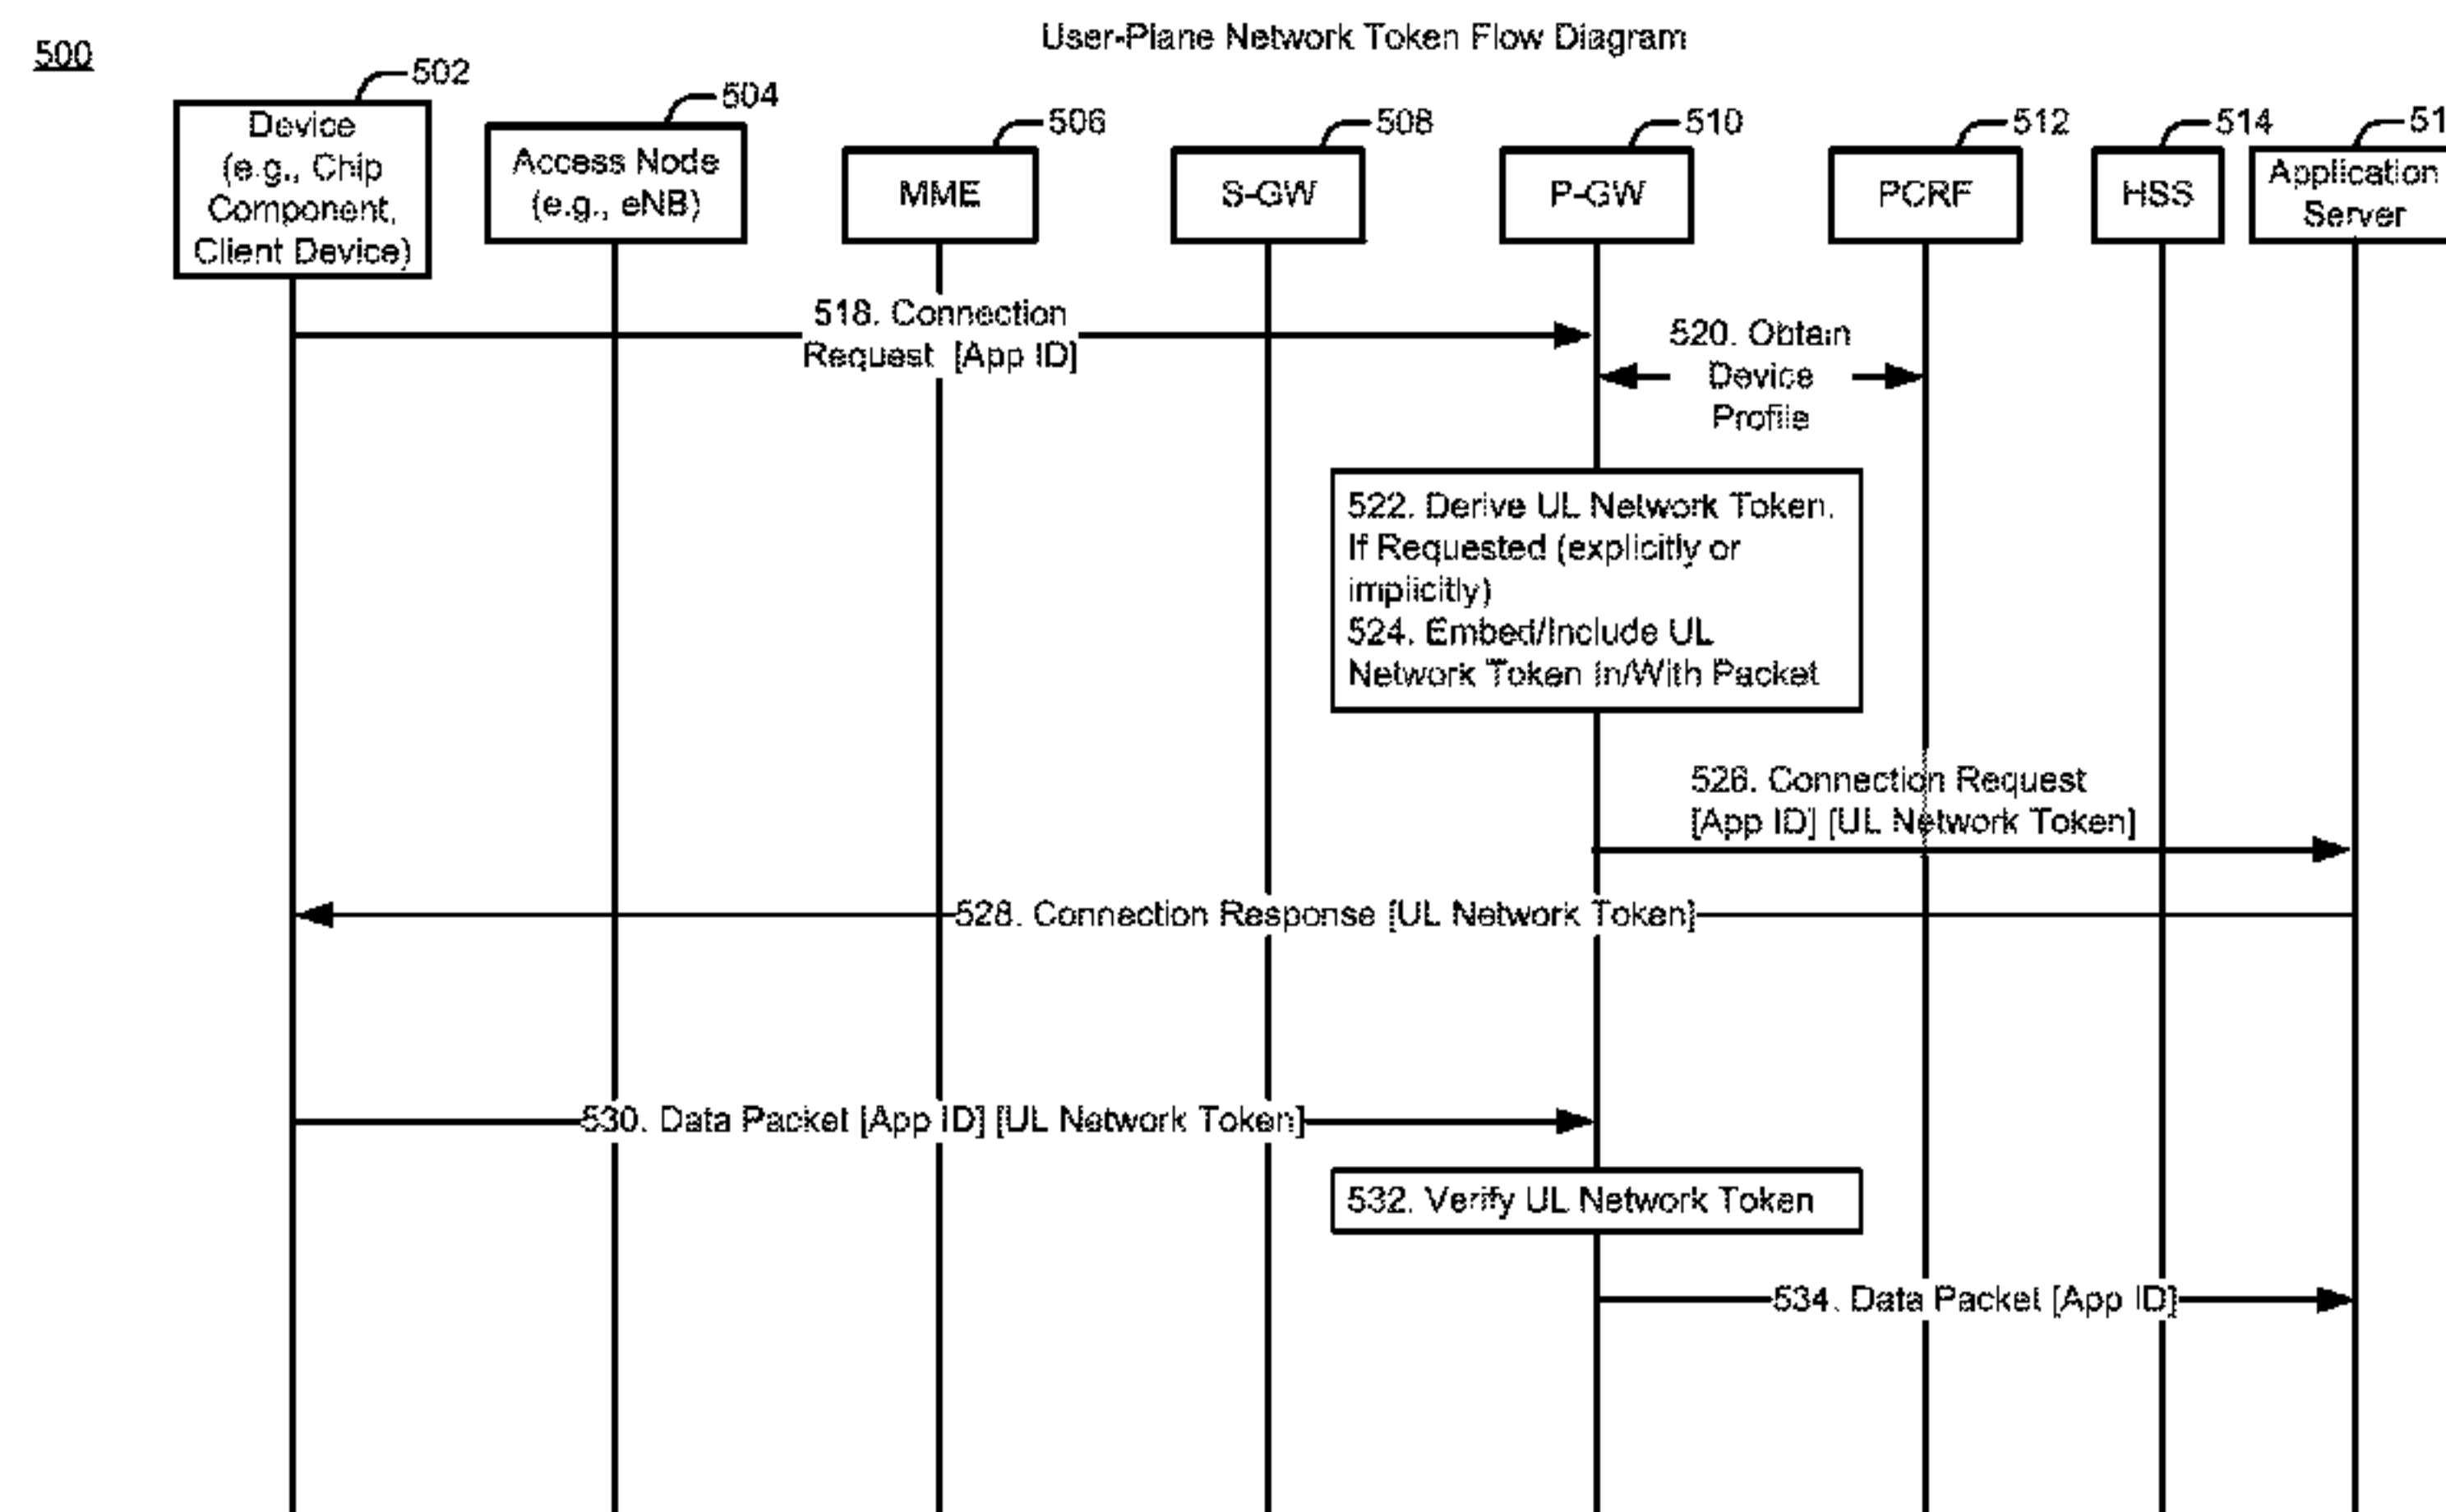 User-Plane Network Token Flow Diagram
500
502
504
506
508
510
512
514
51
Device
(e.g., Chip
Component,
Client Device)
Access Node
(e.g., eNB)
MME
S-GW
P-GW
PCRF
HSS
Application
Server
518. Connection
Request [App ID]
520. Obtain
Device
Profile
522. Derive UL Network Token.
If Requested (explicitly or
implicitly)
524. Embed/Include UL
Network Token In/With Packet
526. Connection Request
[App ID] [UL Network Token]
528. Connection Response [UL Network Token]
530. Data Packet [App ID] [UL Network Token]
532. Verify UL Network Token
534. Data Packet [App ID]